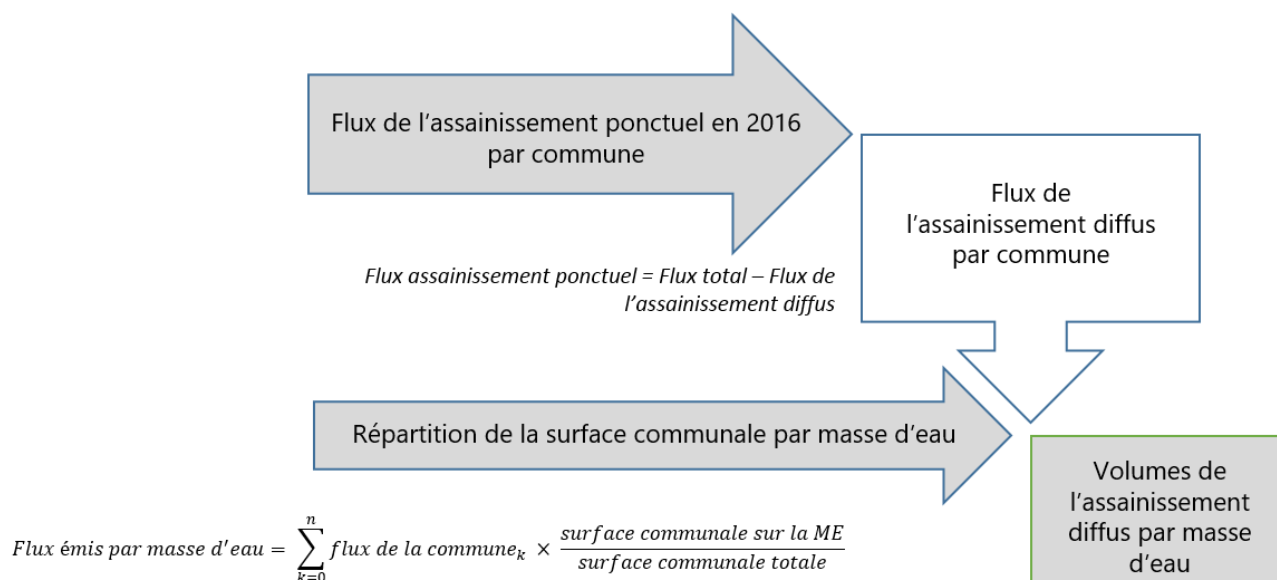 Flux de l'assainissement ponctuel en 2016
par commune
Flux de
l'assainissement diffus
par commune
Flux assainissement ponctuel = Flux total – Flux de
l'assainissement diffus
Répartition de la surface communale par masse d'eau
Volumes de
l'assainissement
diffus par masse
d'eau
Flux émis par masse d'eau = ∑_{k=0}^{n} flux de la commune_k × surface communale sur la ME / surface communale totale